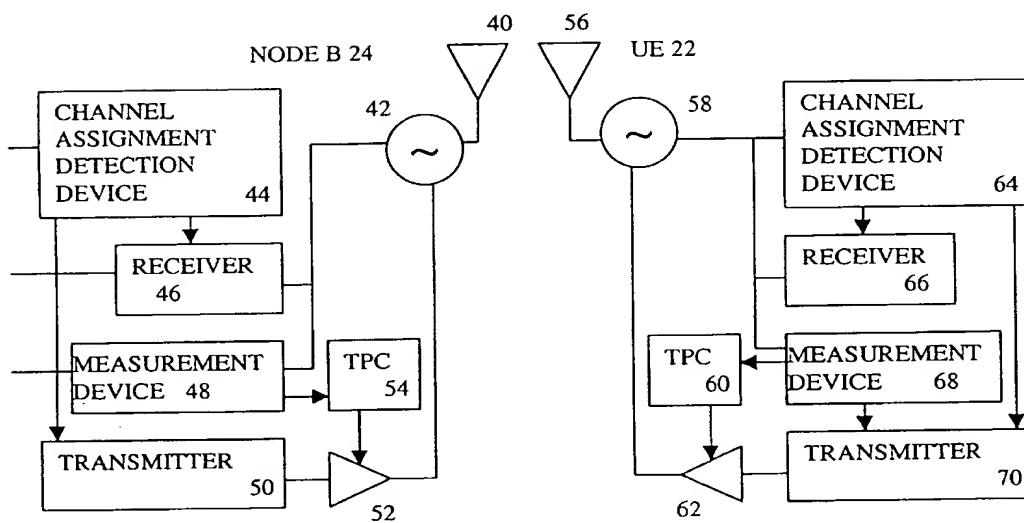 NODE B 24
40
56
UE 22
42
58
CHANNEL
ASSIGNMENT
DETECTION
DEVICE 44
RECEIVER
46
MEASUREMENT
DEVICE 48
TPC
54
TRANSMITTER
50
52
CHANNEL
ASSIGNMENT
DETECTION
DEVICE
64
RECEIVER
66
TPC
60
MEASUREMENT
DEVICE 68
TRANSMITTER
70
62